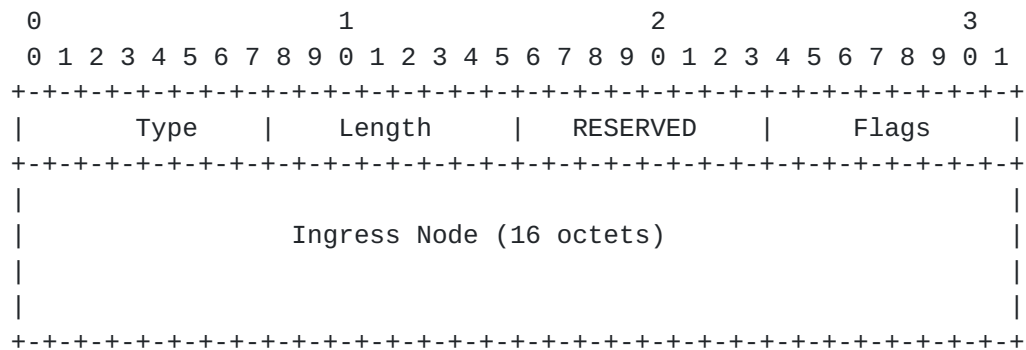 0                   1                   2                   3
 0 1 2 3 4 5 6 7 8 9 0 1 2 3 4 5 6 7 8 9 0 1 2 3 4 5 6 7 8 9 0 1
+-+-+-+-+-+-+-+-+-+-+-+-+-+-+-+-+-+-+-+-+-+-+-+-+-+-+-+-+-+-+-+-+
|       Type    |    Length     |   RESERVED    |     Flags     |
+-+-+-+-+-+-+-+-+-+-+-+-+-+-+-+-+-+-+-+-+-+-+-+-+-+-+-+-+-+-+-+-+
|                                                               |
|                 Ingress Node (16 octets)                      |
|                                                               |
|                                                               |
+-+-+-+-+-+-+-+-+-+-+-+-+-+-+-+-+-+-+-+-+-+-+-+-+-+-+-+-+-+-+-+-+